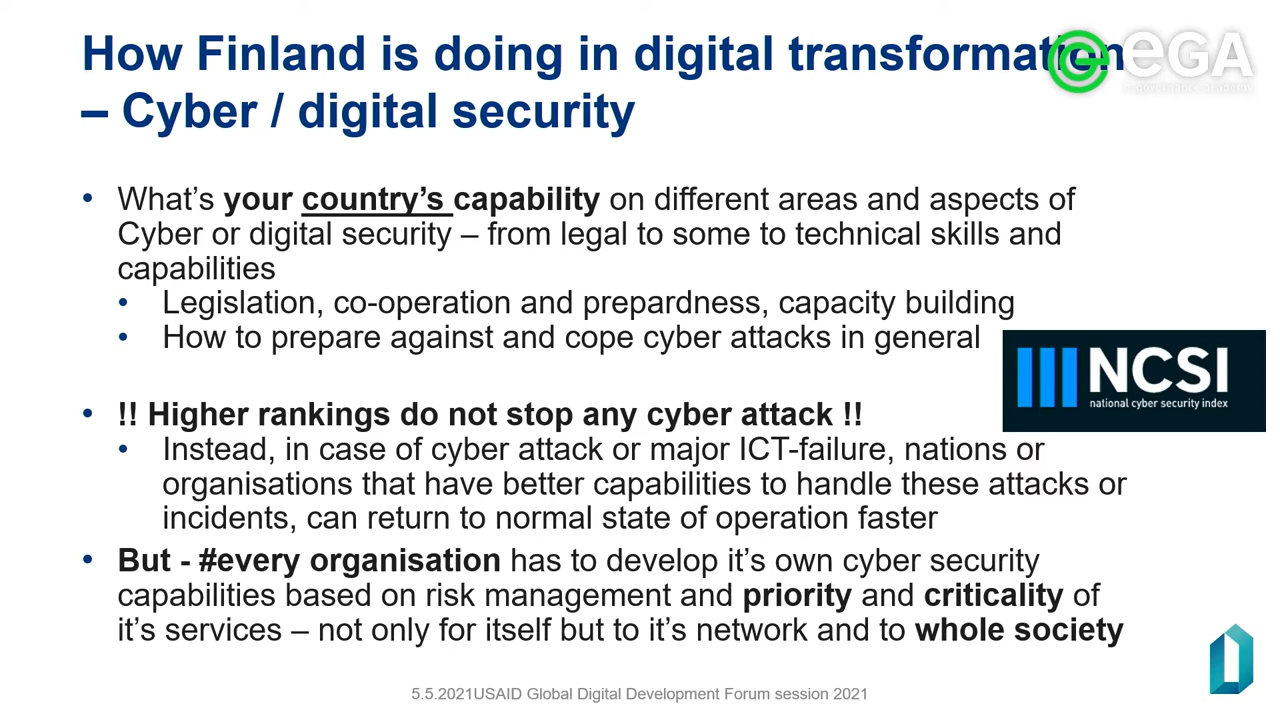 How Finland is doing in digital transformation
– Cyber / digital security
eGA
• What’s your country’s capability on different areas and aspects of
Cyber or digital security – from legal to some to technical skills and
capabilities
• Legislation, co-operation and prepardness, capacity building
• How to prepare against and cope cyber attacks in general
NCSI
national cyber security index
• !! Higher rankings do not stop any cyber attack !!
• Instead, in case of cyber attack or major ICT-failure, nations or
organisations that have better capabilities to handle these attacks or
incidents, can return to normal state of operation faster
• But - #every organisation has to develop it’s own cyber security
capabilities based on risk management and priority and criticality of
it’s services – not only for itself but to it’s network and to whole society
5.5.2021USAID Global Digital Development Forum session 2021